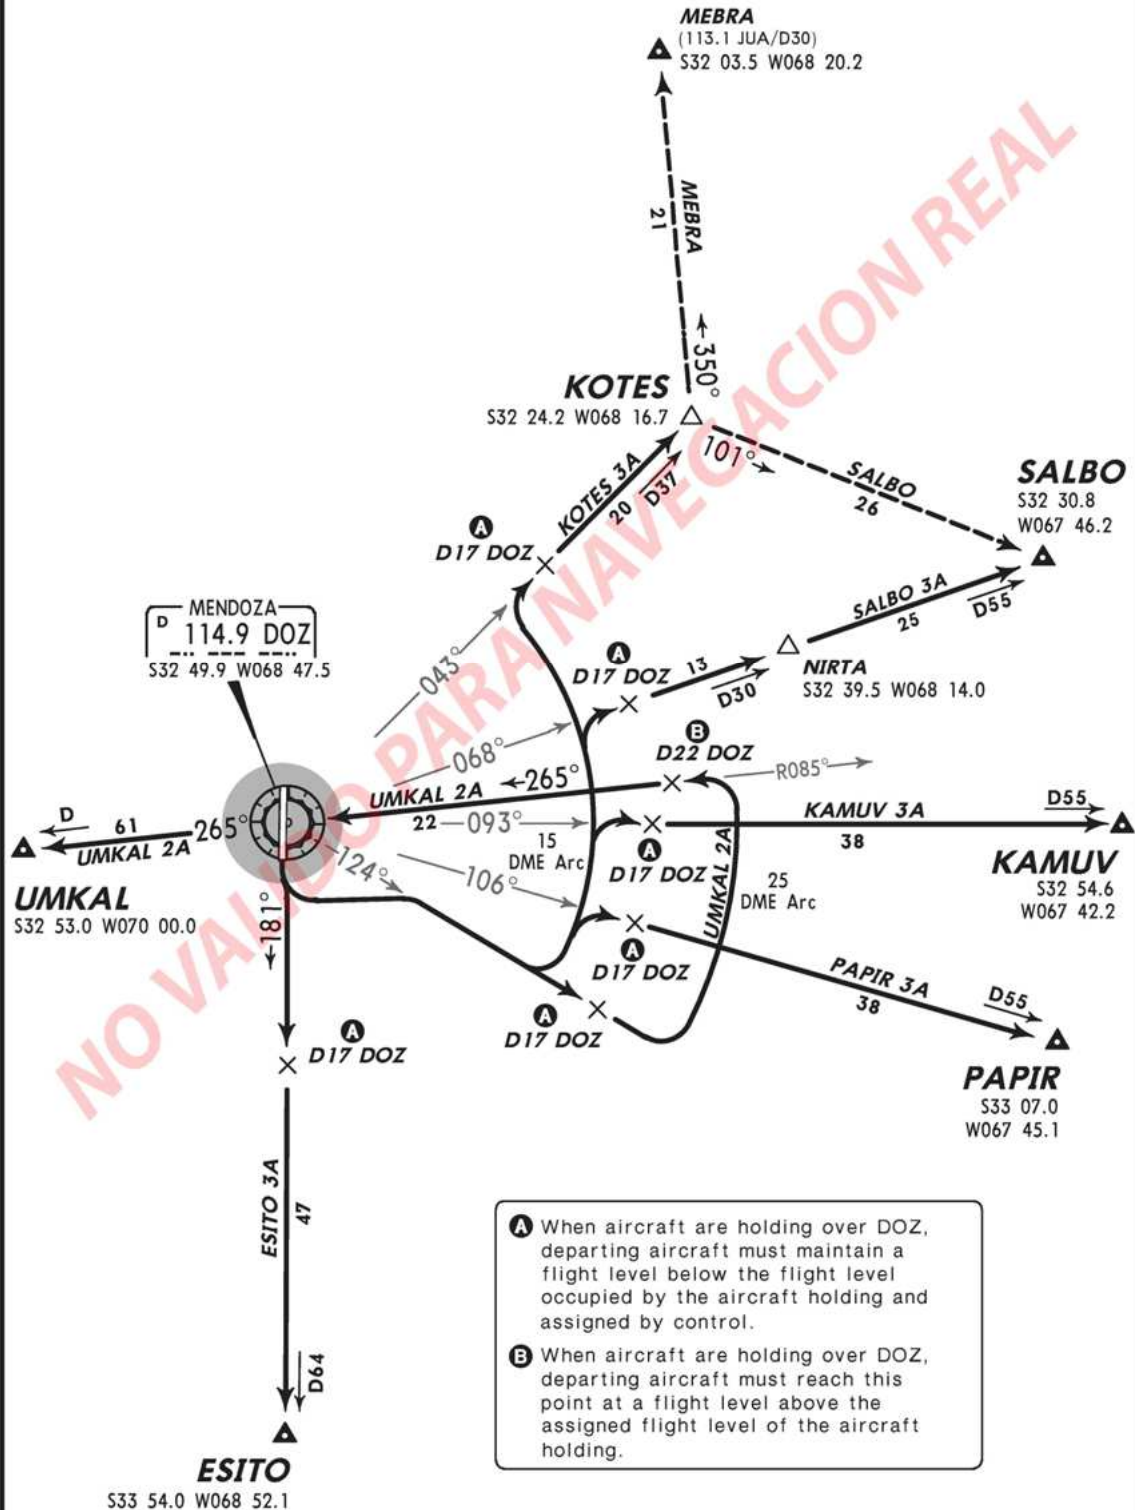 MEBRA
(113.1 JUA/D30)
S32 03.5 W068 20.2
MEBRA
21
←350°
KOTES
S32 24.2 W068 16.7
101°→
SALBO
26
SALBO
S32 30.8
W067 46.2
KOTES 3A
20
D37
A
D17 DOZ
SALBO 3A
25
D55
MENDOZA
D
114.9 DOZ
S32 49.9 W068 47.5
043°
A
D17 DOZ
13
D30
NIRTA
S32 39.5 W068 14.0
068°
B
D22 DOZ
R085°
←265°
UMKAL 2A
22
093°
KAMUV 3A
38
D55
KAMUV
S32 54.6
W067 42.2
D
61
265°
UMKAL 2A
UMKAL
S32 53.0 W070 00.0
15
DME Arc
A
D17 DOZ
124°
106°
UMKAL 2A
25
DME Arc
←181°
A
D17 DOZ
PAPIR 3A
38
D55
PAPIR
S33 07.0
W067 45.1
A
D17 DOZ
A
D17 DOZ
ESITO 3A
47
D64
ESITO
S33 54.0 W068 52.1
A When aircraft are holding over DOZ,
departing aircraft must maintain a
flight level below the flight level
occupied by the aircraft holding and
assigned by control.
B When aircraft are holding over DOZ,
departing aircraft must reach this
point at a flight level above the
assigned flight level of the aircraft
holding.
NO VALIDO PARA NAVEGACION REAL